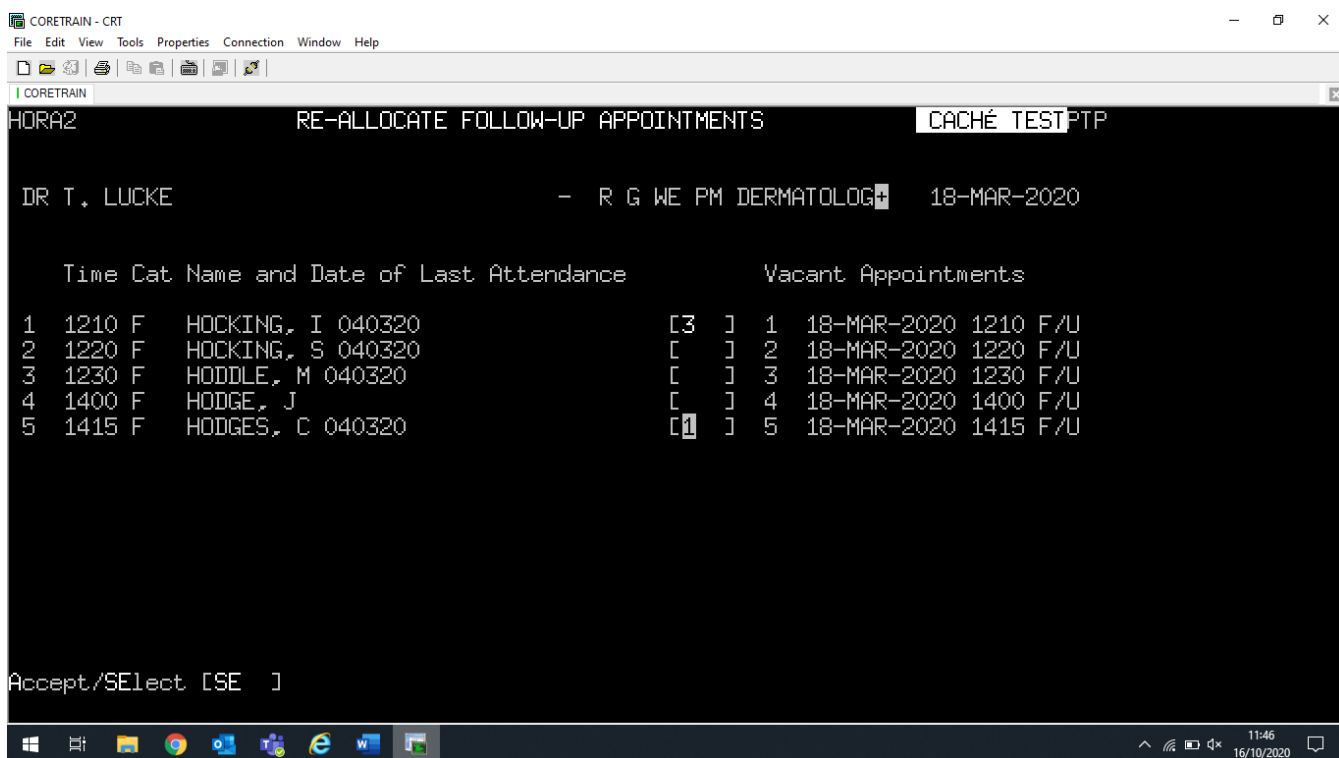 CORETRAIN - CRT
File Edit View Tools Properties Connection Window Help
CORETRAIN
HORA2 RE-ALLOCATE FOLLOW-UP APPOINTMENTS CACHÉ TESTPTP
DR T. LUCKE - R G WE PM DERMATOLOG+ 18-MAR-2020
Time Cat Name and Date of Last Attendance Vacant Appointments
1 1210 F HOCKING, I 040320 [3 ] 1 18-MAR-2020 1210 F/U
2 1220 F HOCKING, S 040320 [ ] 2 18-MAR-2020 1220 F/U
3 1230 F HODDLE, M 040320 [ ] 3 18-MAR-2020 1230 F/U
4 1400 F HODGE, J [ ] 4 18-MAR-2020 1400 F/U
5 1415 F HODGES, C 040320 [1 ] 5 18-MAR-2020 1415 F/U
Accept/SElect [SE ]
11:46
16/10/2020